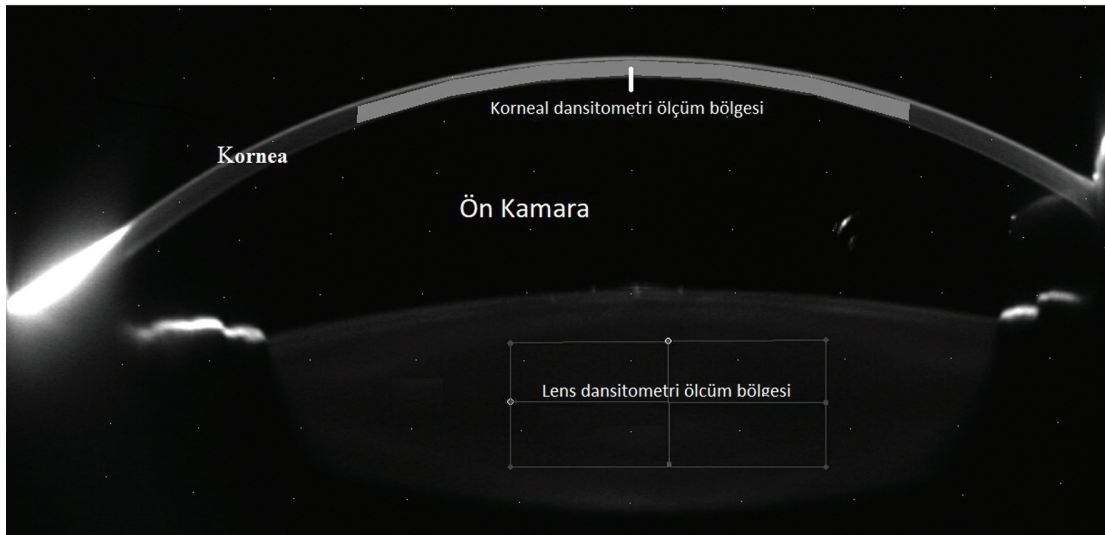 Korneal dansitometri ölçüm bölgesi
Kornea
Ön Kamara
Lens dansitometri ölçüm bölgesi